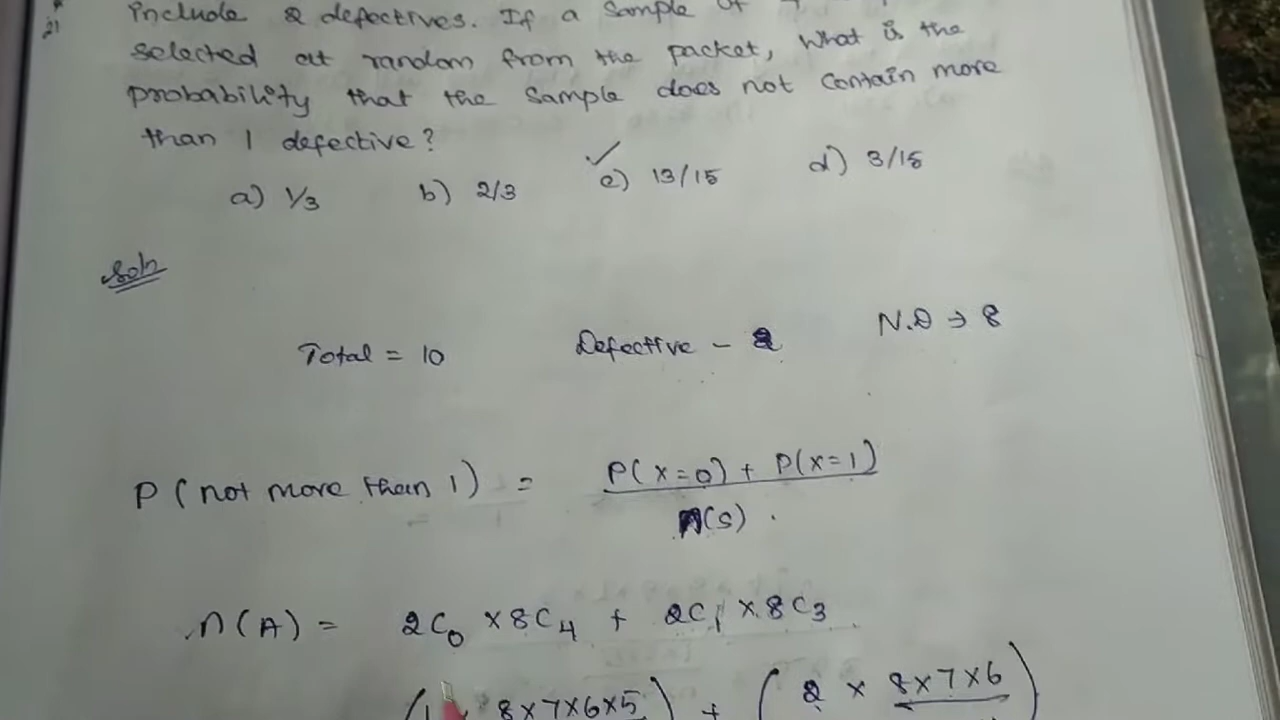 21
include 2 defectives. If a Sample of
selected at random from the packet, What is the
probability that the Sample does not Contain more
than 1 defective?
a) 1/3 b) 2/3 c) 13/15 d) 3/15
Soln
Total = 10 Defective - 2 N.D → 8
P(not more than 1) = P(x=0) + P(x=1)
n(s).
n(A) = 2C0 × 8C4 + 2C1 × 8C3
8×7×6×5) + (2 × 8×7×6)